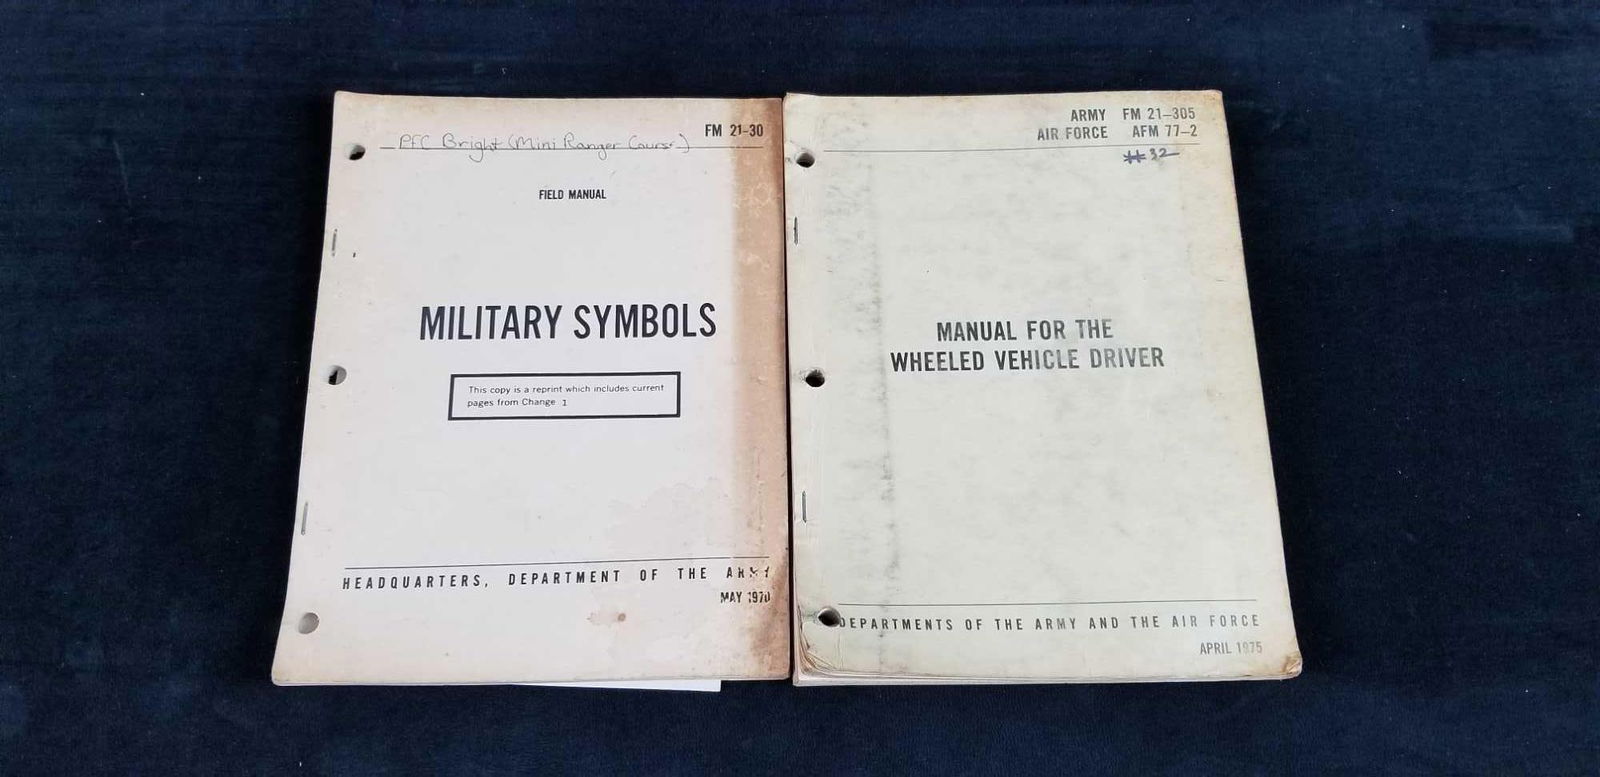 FM 21-30
PFC Bright (Mini Ranger Course)
FIELD MANUAL
MILITARY SYMBOLS
This copy is a reprint which includes current
pages from Change 1
HEADQUARTERS, DEPARTMENT OF THE ARMY
MAY 1970
ARMY FM 21-305
AIR FORCE AFM 77-2
#32
MANUAL FOR THE
WHEELED VEHICLE DRIVER
DEPARTMENTS OF THE ARMY AND THE AIR FORCE
APRIL 1975